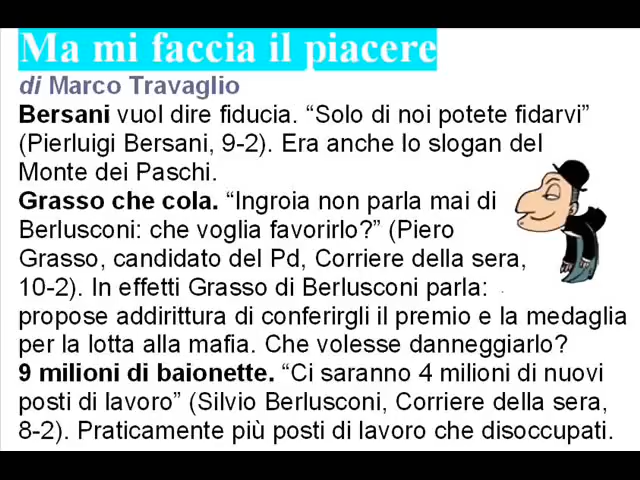 Ma mi faccia il piacere
di Marco Travaglio
Bersani vuol dire fiducia. “Solo di noi potete fidarvi”
(Pierluigi Bersani, 9-2). Era anche lo slogan del
Monte dei Paschi.
Grasso che cola. “Ingroia non parla mai di
Berlusconi: che voglia favorirlo?” (Piero
Grasso, candidato del Pd, Corriere della sera,
10-2). In effetti Grasso di Berlusconi parla:
propose addirittura di conferirgli il premio e la medaglia
per la lotta alla mafia. Che volesse danneggiarlo?
9 milioni di baionette. “Ci saranno 4 milioni di nuovi
posti di lavoro” (Silvio Berlusconi, Corriere della sera,
8-2). Praticamente più posti di lavoro che disoccupati.